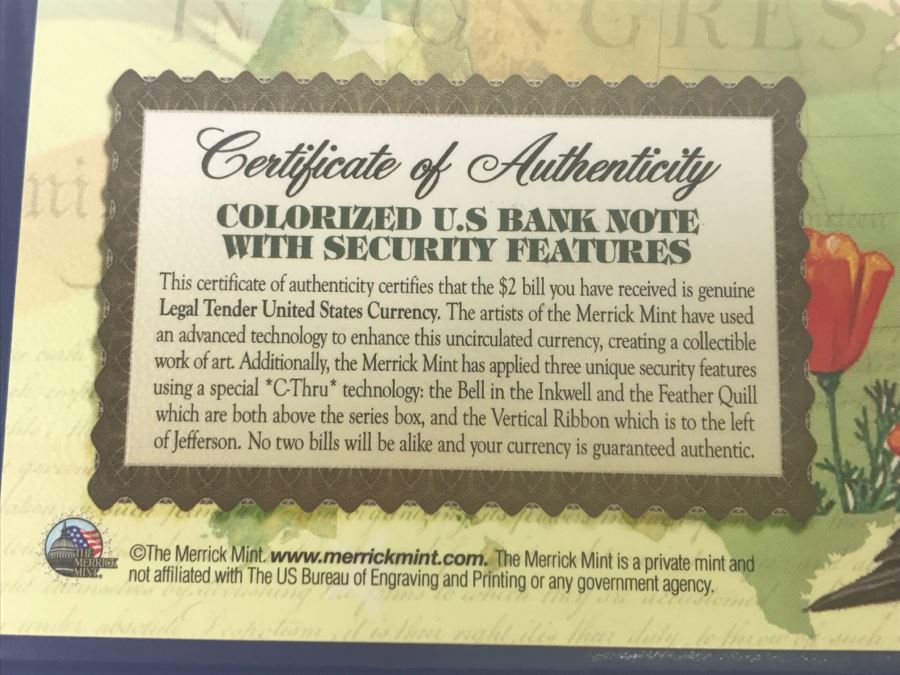 IN CONGRESS
Certificate of Authenticity
COLORIZED U.S BANK NOTE
WITH SECURITY FEATURES
This certificate of authenticity certifies that the $2 bill you have received is genuine
Legal Tender United States Currency. The artists of the Merrick Mint have used
an advanced technology to enhance this uncirculated currency, creating a collectible
work of art. Additionally, the Merrick Mint has applied three unique security features
using a special *C-Thru* technology: the Bell in the Inkwell and the Feather Quill
which are both above the series box, and the Vertical Ribbon which is to the left
of Jefferson. No two bills will be alike and your currency is guaranteed authentic.
THE
MERRICK
MINT
©The Merrick Mint. www.merrickmint.com. The Merrick Mint is a private mint and
not affiliated with The US Bureau of Engraving and Printing or any government agency.